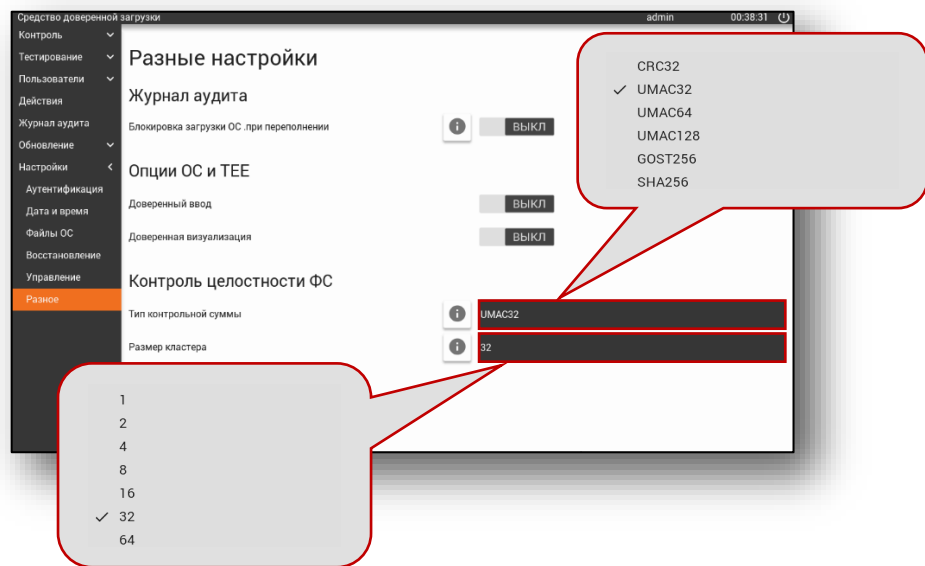 Средство доверенной загрузки admin 00:38:31
Контроль
Тестирование
Пользователи
Действия
Журнал аудита
Обновление
Настройки
Аутентификация
Дата и время
Файлы ОС
Восстановление
Управление
Разное
Разные настройки
Журнал аудита
Блокировка загрузки ОС .при переполнении ВЫКЛ
Опции ОС и TEE
Доверенный ввод ВЫКЛ
Доверенная визуализация ВЫКЛ
Контроль целостности ФС
Тип контрольной суммы UMAC32
Размер кластера 32
CRC32
UMAC32
UMAC64
UMAC128
GOST256
SHA256
1
2
4
8
16
32
64